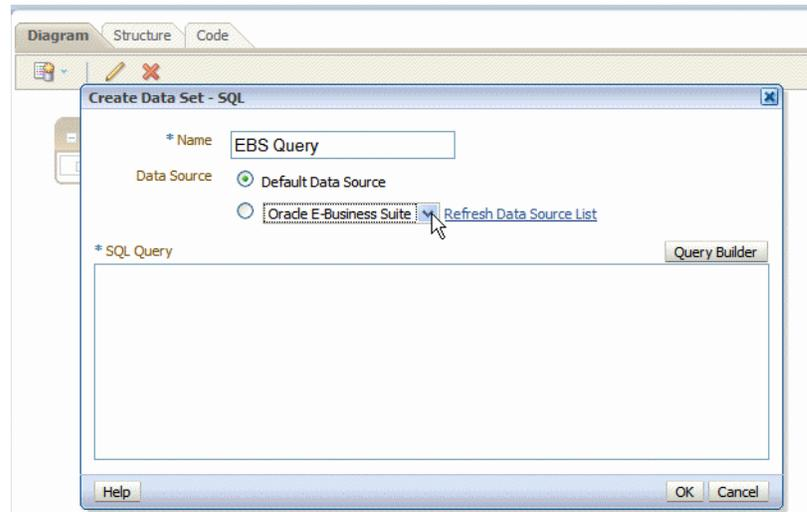 Diagram Structure Code
Create Data Set - SQL
* Name EBS Query
Data Source Default Data Source
Oracle E-Business Suite Refresh Data Source List
* SQL Query Query Builder
Help OK Cancel